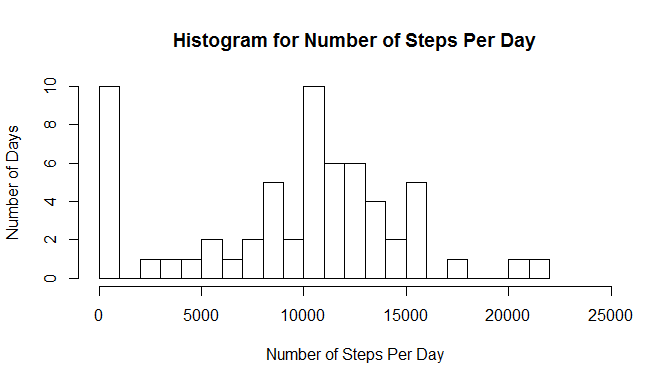 Histogram for Number of Steps Per Day
Number of Days
10
8
6
4
2
0
0 5000 10000 15000 20000 25000
Number of Steps Per Day